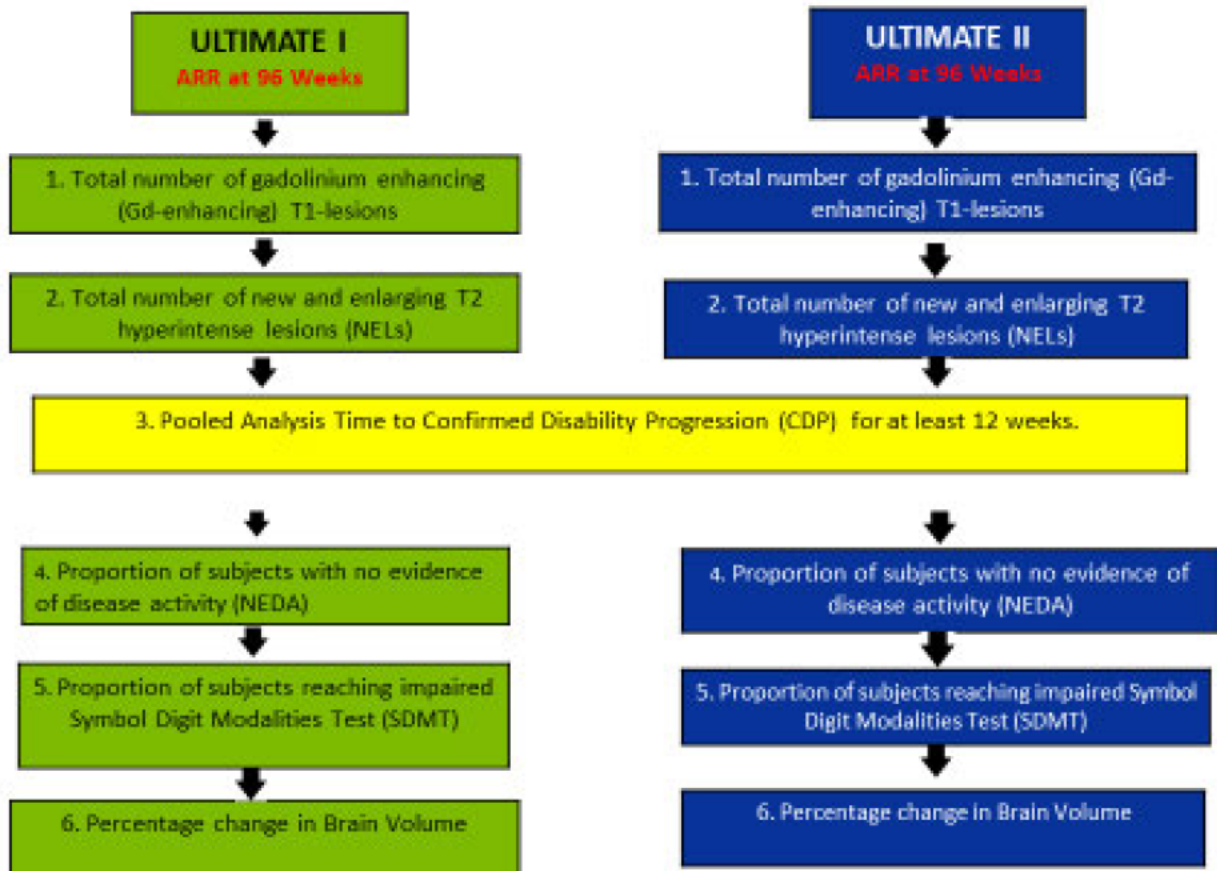 ULTIMATE I
ARR at 96 Weeks
ULTIMATE II
ARR at 96 Weeks
1. Total number of gadolinium enhancing
(Gd-enhancing) T1-lesions
1. Total number of gadolinium enhancing (Gd-
enhancing) T1-lesions
2. Total number of new and enlarging T2
hyperintense lesions (NELs)
2. Total number of new and enlarging T2
hyperintense lesions (NELs)
3. Pooled Analysis Time to Confirmed Disability Progression (CDP) for at least 12 weeks.
4. Proportion of subjects with no evidence
of disease activity (NEDA)
4. Proportion of subjects with no evidence of
disease activity (NEDA)
5. Proportion of subjects reaching impaired
Symbol Digit Modalities Test (SDMT)
5. Proportion of subjects reaching impaired Symbol
Digit Modalities Test (SDMT)
6. Percentage change in Brain Volume
6. Percentage change in Brain Volume